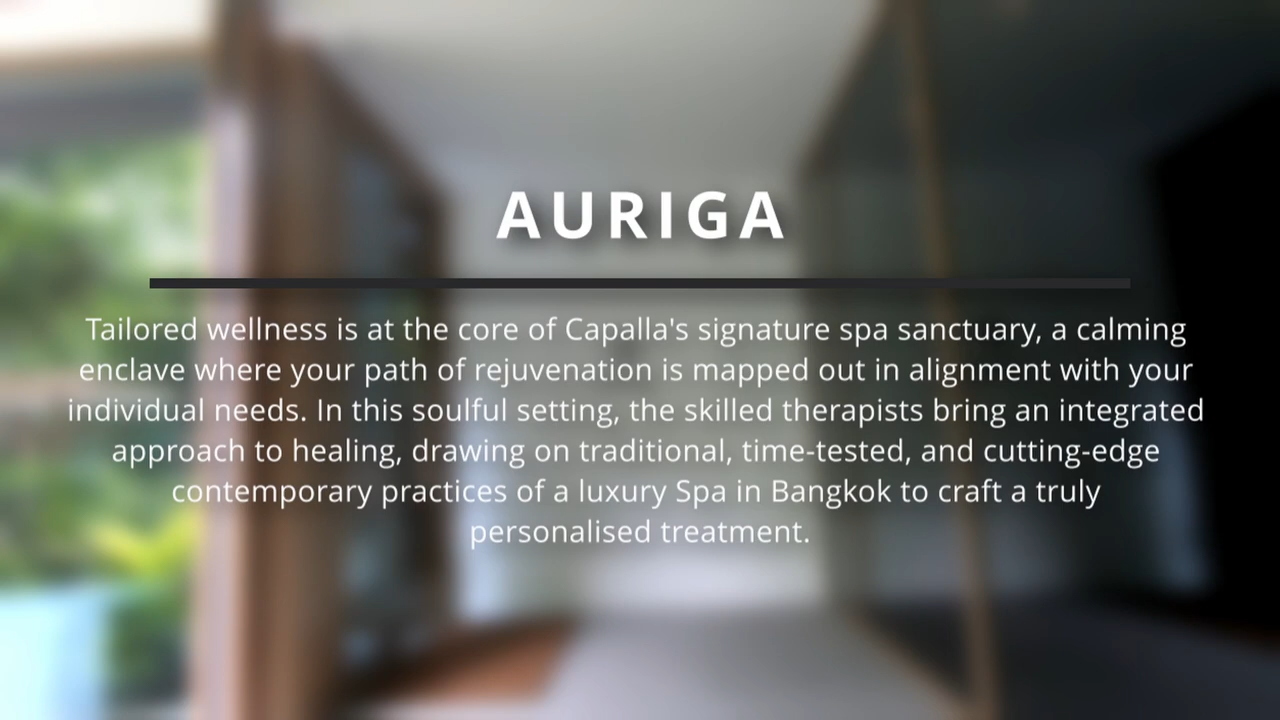 AURIGA
Tailored wellness is at the core of Capalla's signature spa sanctuary, a calming
enclave where your path of rejuvenation is mapped out in alignment with your
individual needs. In this soulful setting, the skilled therapists bring an integrated
approach to healing, drawing on traditional, time-tested, and cutting-edge
contemporary practices of a luxury Spa in Bangkok to craft a truly
personalised treatment.